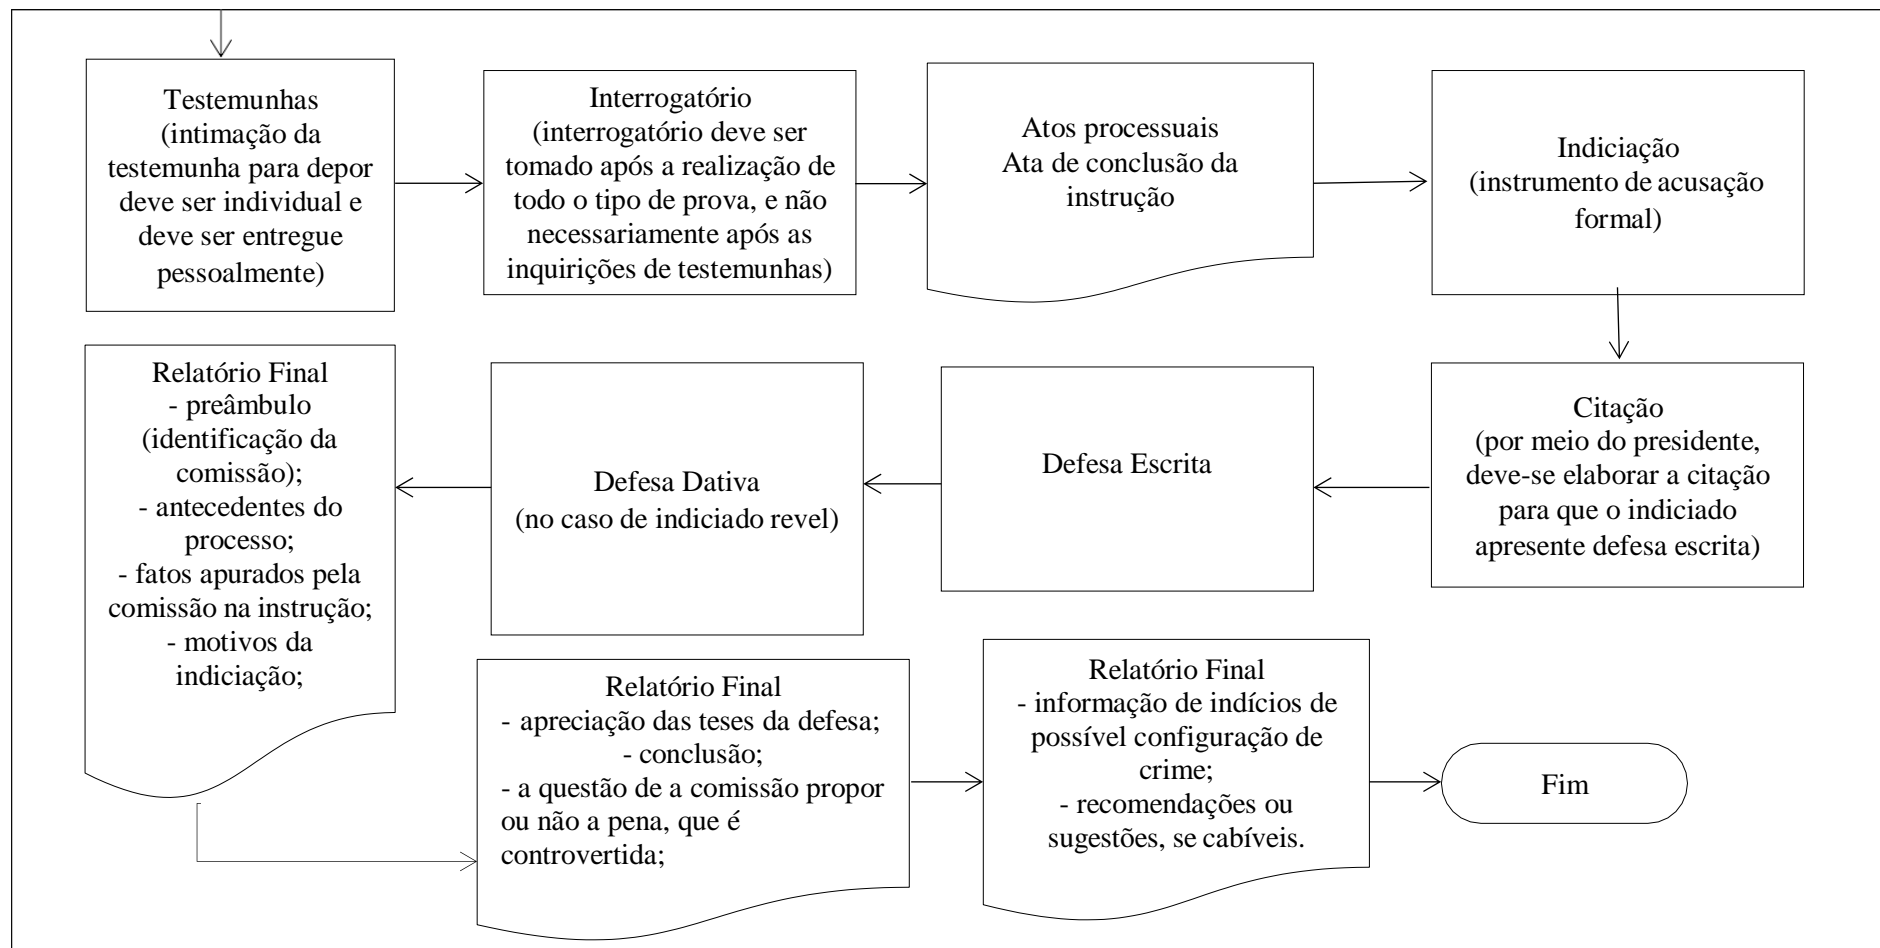 Testemunhas
(intimação da
testemunha para depor
deve ser individual e
deve ser entregue
pessoalmente)
Interrogatório
(interrogatório deve ser
tomado após a realização de
todo o tipo de prova, e não
necessariamente após as
inquirições de testemunhas)
Atos processuais
Ata de conclusão da
instrução
Indiciação
(instrumento de acusação
formal)
Citação
(por meio do presidente,
deve-se elaborar a citação
para que o indiciado
apresente defesa escrita)
Defesa Escrita
Defesa Dativa
(no caso de indiciado revel)
Relatório Final
- preâmbulo
(identificação da
comissão);
- antecedentes do
processo;
- fatos apurados pela
comissão na instrução;
- motivos da
indiciação;
Relatório Final
- apreciação das teses da defesa;
- conclusão;
- a questão de a comissão propor
ou não a pena, que é
controvertida;
Relatório Final
- informação de indícios de
possível configuração de
crime;
- recomendações ou
sugestões, se cabíveis.
Fim